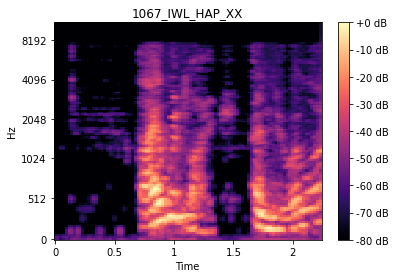 1067_IWL_HAP_XX
+0 dB
8192
-10 dB
4096
-20 dB
-30 dB
2048
-40 dB
Hz
1024
-50 dB
512
-60 dB
-70 dB
0
-80 dB
0 0.5 1 1.5 2
Time